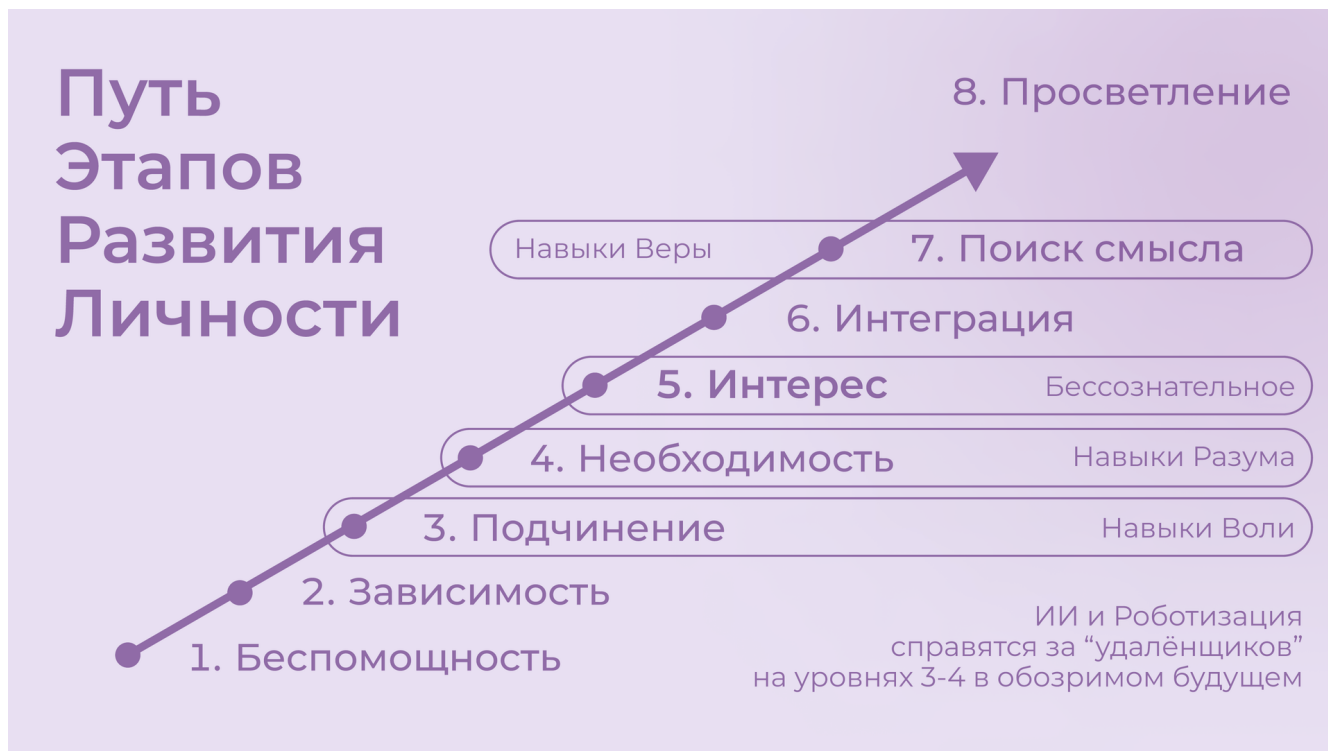 Путь
Этапов
Развития
Личности
8. Просветление
Навыки Веры
7. Поиск смысла
6. Интеграция
5. Интерес
Бессознательное
4. Необходимость
Навыки Разума
3. Подчинение
Навыки Воли
2. Зависимость
1. Беспомощность
ИИ и Роботизация
справятся за “удалёнщиков”
на уровнях 3-4 в обозримом будущем